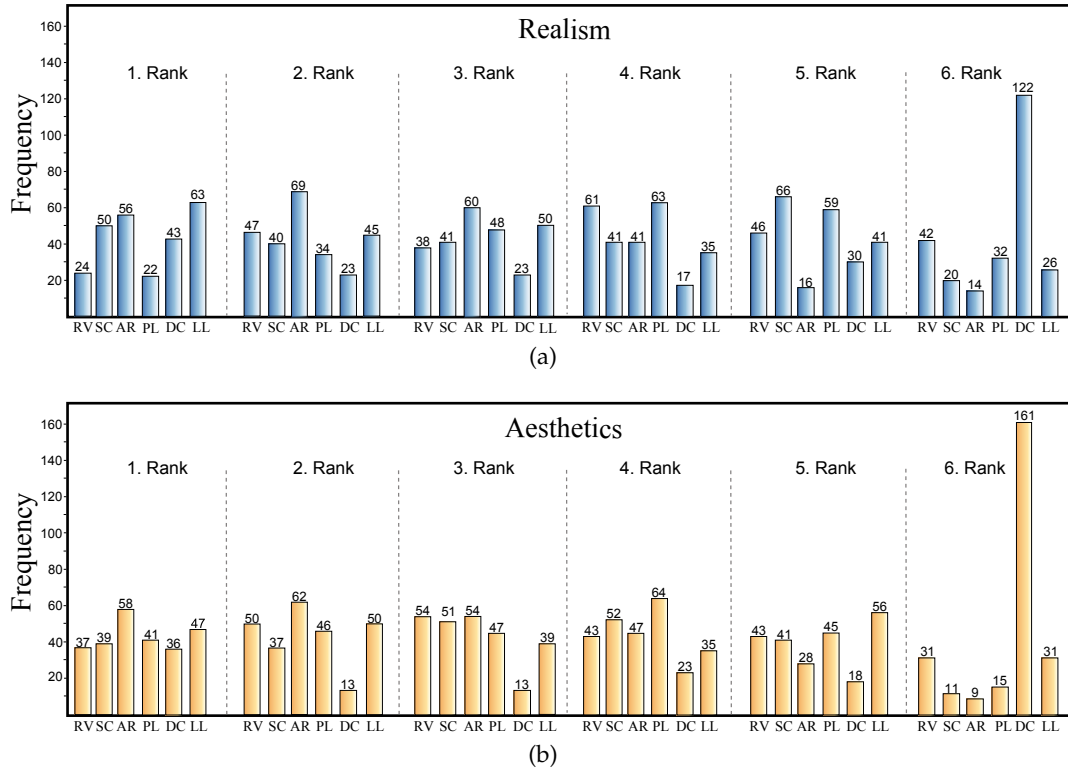 Realism
1. Rank 2. Rank 3. Rank 4. Rank 5. Rank 6. Rank
Frequency
160
140
120
100
80
60
40
20
24 50 56 22 43 63 47 40 69 34 23 45 38 41 60 48 23 50 61 41 41 63 17 35 46 66 16 59 30 41 42 20 14 32 122 26
RV SC AR PL DC LL RV SC AR PL DC LL RV SC AR PL DC LL RV SC AR PL DC LL RV SC AR PL DC LL RV SC AR PL DC LL
(a)
Aesthetics
1. Rank 2. Rank 3. Rank 4. Rank 5. Rank 6. Rank
Frequency
160
140
120
100
80
60
40
20
37 39 58 41 36 47 50 37 62 46 13 50 54 51 54 47 13 39 43 52 47 64 23 35 43 41 28 45 18 56 31 11 9 15 161 31
RV SC AR PL DC LL RV SC AR PL DC LL RV SC AR PL DC LL RV SC AR PL DC LL RV SC AR PL DC LL RV SC AR PL DC LL
(b)